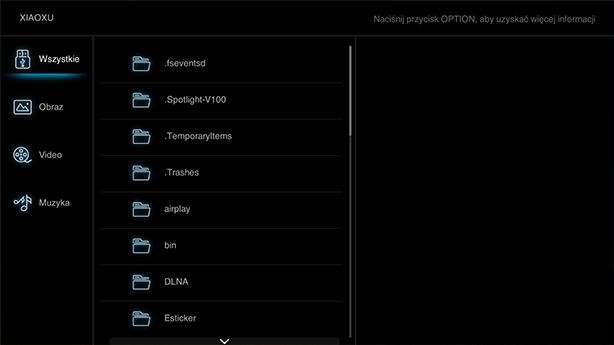 XIAOXU
Naciśnij przycisk OPTION, aby uzyskać więcej informacji
Wszystkie
Obraz
Video
Muzyka
.fseventsd
.Spotlight-V100
.TemporaryItems
.Trashes
airplay
bin
DLNA
Esticker